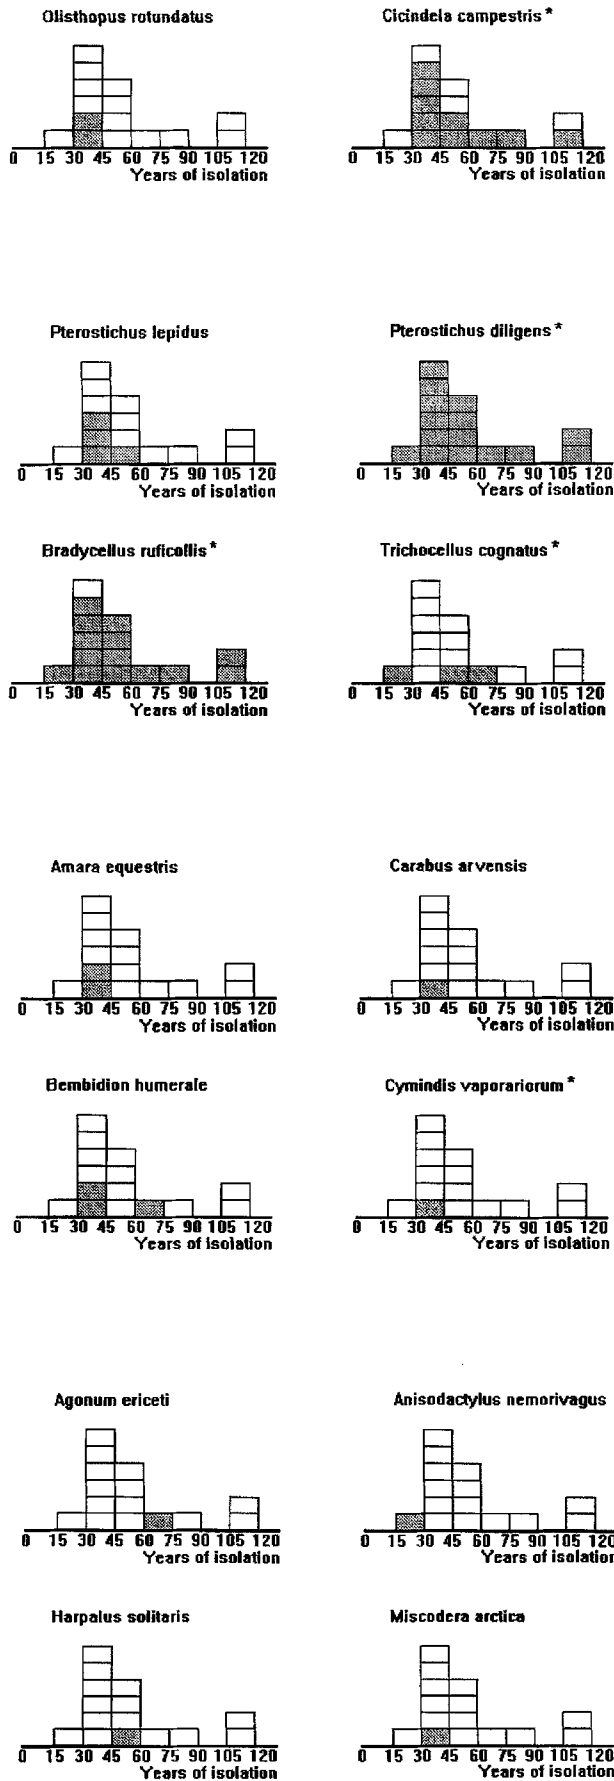 Olisthopus rotundatus
0 15 30 45 60 75 90 105 120
Years of isolation
Cicindela campestris *
0 15 30 45 60 75 90 105 120
Years of isolation
Pterostichus lepidus
0 15 30 45 60 75 90 105 120
Years of isolation
Pterostichus diligens *
0 15 30 45 60 75 90 105 120
Years of isolation
Bradycellus ruficollis *
0 15 30 45 60 75 90 105 120
Years of isolation
Trichocellus cognatus *
0 15 30 45 60 75 90 105 120
Years of isolation
Amara equestris
0 15 30 45 60 75 90 105 120
Years of isolation
Carabus arvensis
0 15 30 45 60 75 90 105 120
Years of isolation
Bembidion humerale
0 15 30 45 60 75 90 105 120
Years of isolation
Cymindis vaporariorum *
0 15 30 45 60 75 90 105 120
Years of isolation
Agonum ericeti
0 15 30 45 60 75 90 105 120
Years of isolation
Anisodactylus nemorivagus
0 15 30 45 60 75 90 105 120
Years of isolation
Harpalus solitaris
0 15 30 45 60 75 90 105 120
Years of isolation
Miscodera arctica
0 15 30 45 60 75 90 105 120
Years of isolation